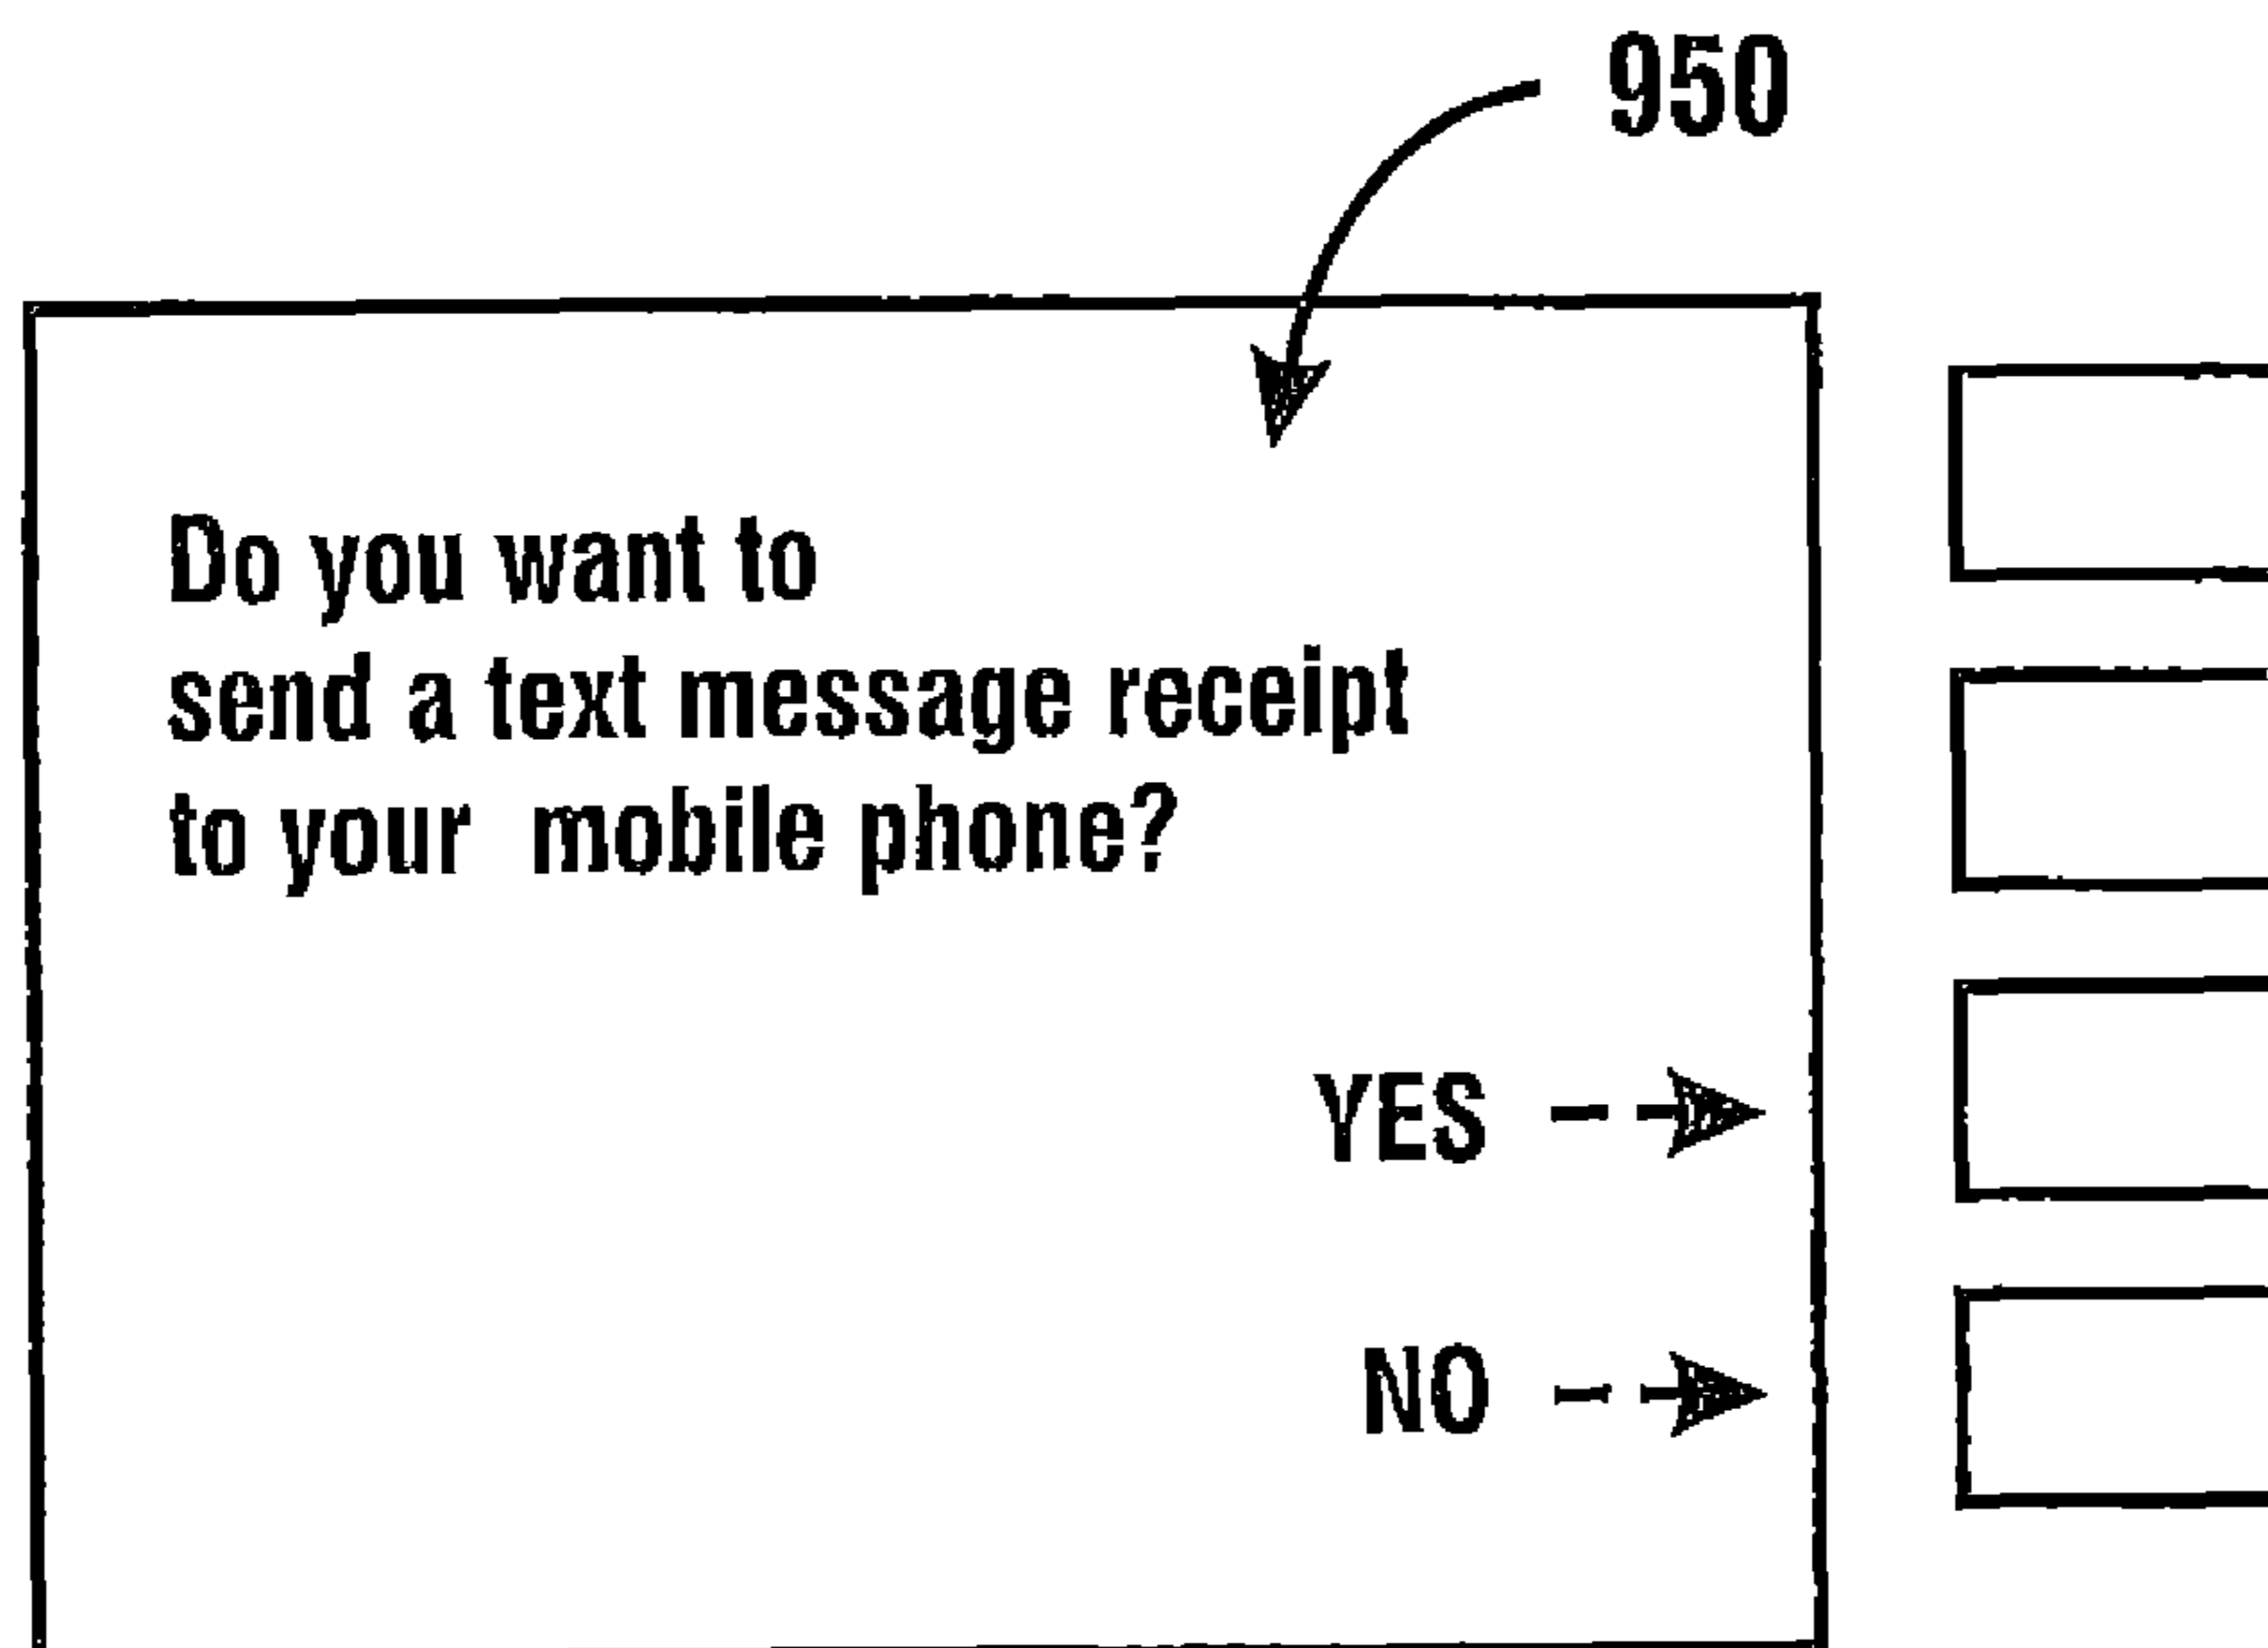 950
Do you want to
send a text message receipt
to your mobile phone?
YES
NO